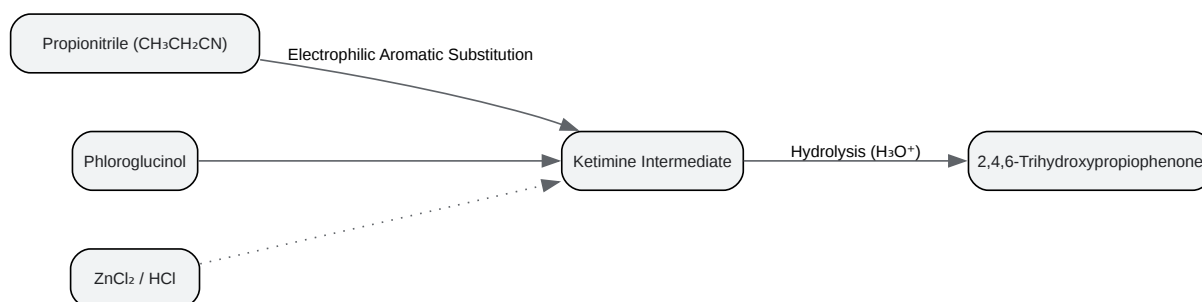 Propionitrile (CH₃CH₂CN)
Electrophilic Aromatic Substitution
Phloroglucinol
Ketimine Intermediate
Hydrolysis (H₃O⁺)
2,4,6-Trihydroxypropiophenone
ZnCl₂ / HCl